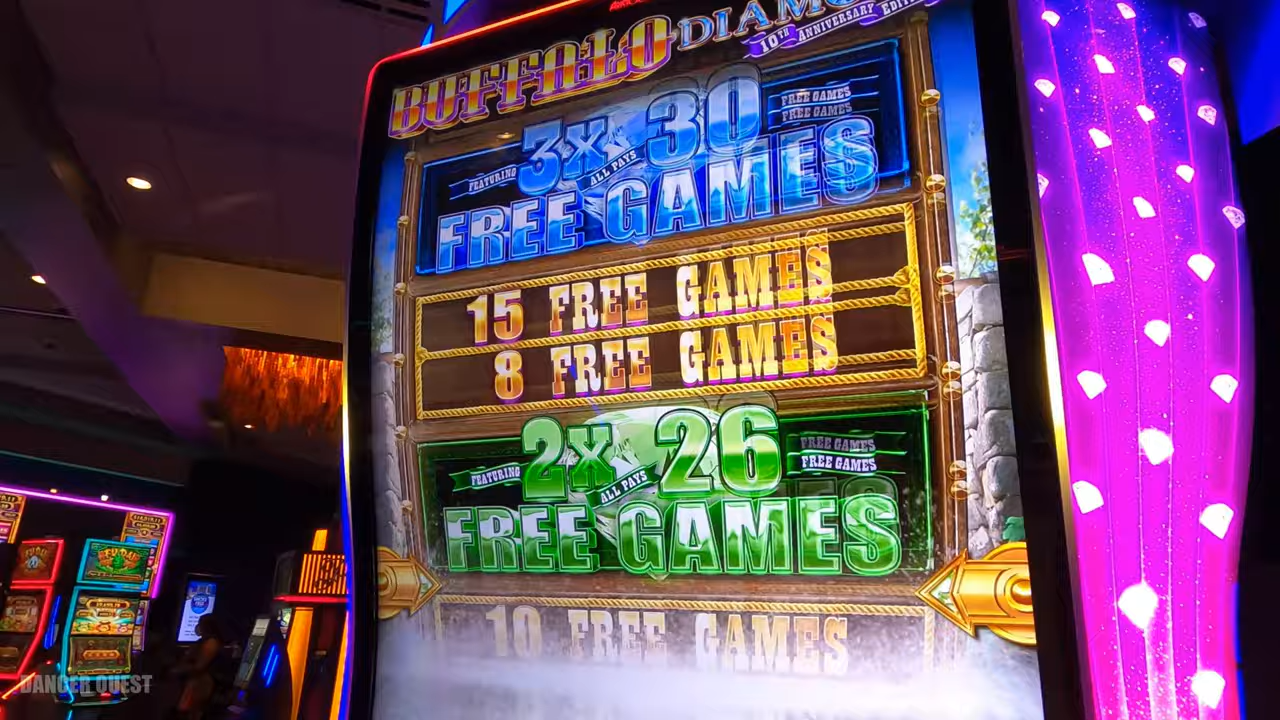 BUFFALO DIAMO
10TH ANNIVERSARY EDITI
FEATURING 3X ALL PAYS 30 FREE GAMES
FREE GAMES
FREE GAMES
15 FREE GAMES
8 FREE GAMES
FEATURING 2X ALL PAYS 26 FREE GAMES
FREE GAMES
FREE GAMES
10 FREE GAMES
DANGER QUEST